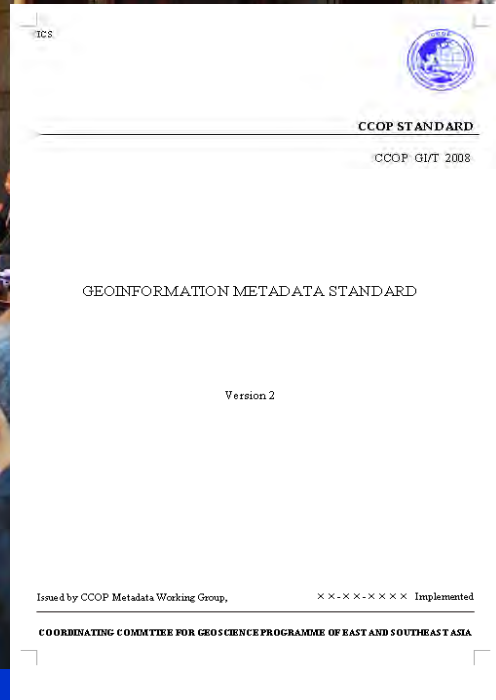 ICS
CCOP STANDARD
CCOP GI/T 2008
GEOINFORMATION METADATA STANDARD
Version 2
Issued by CCOP Metadata Working Group,
××-××-×××× Implemented
COORDINATING COMMTIEE FOR GEOSCIENCE PROGRAMME OF EAST AND SOUTHEAST ASIA